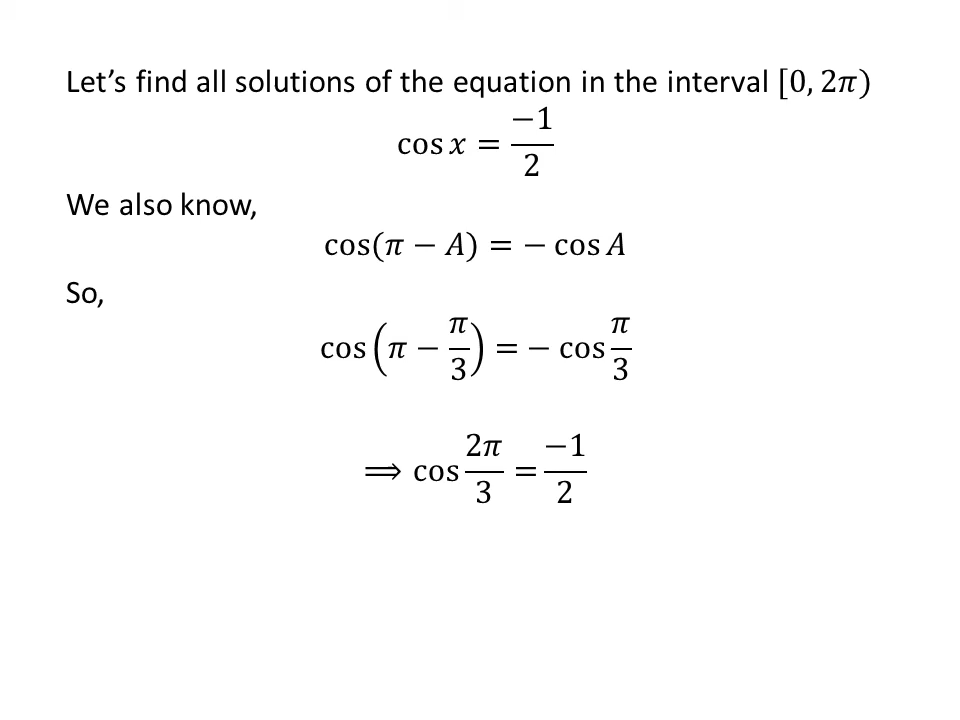 Let’s find all solutions of the equation in the interval [0, 2π)
cos x = −1/2
We also know,
cos(π − A) = − cos A
So,
cos(π − π/3) = − cos π/3
⟹ cos 2π/3 = −1/2